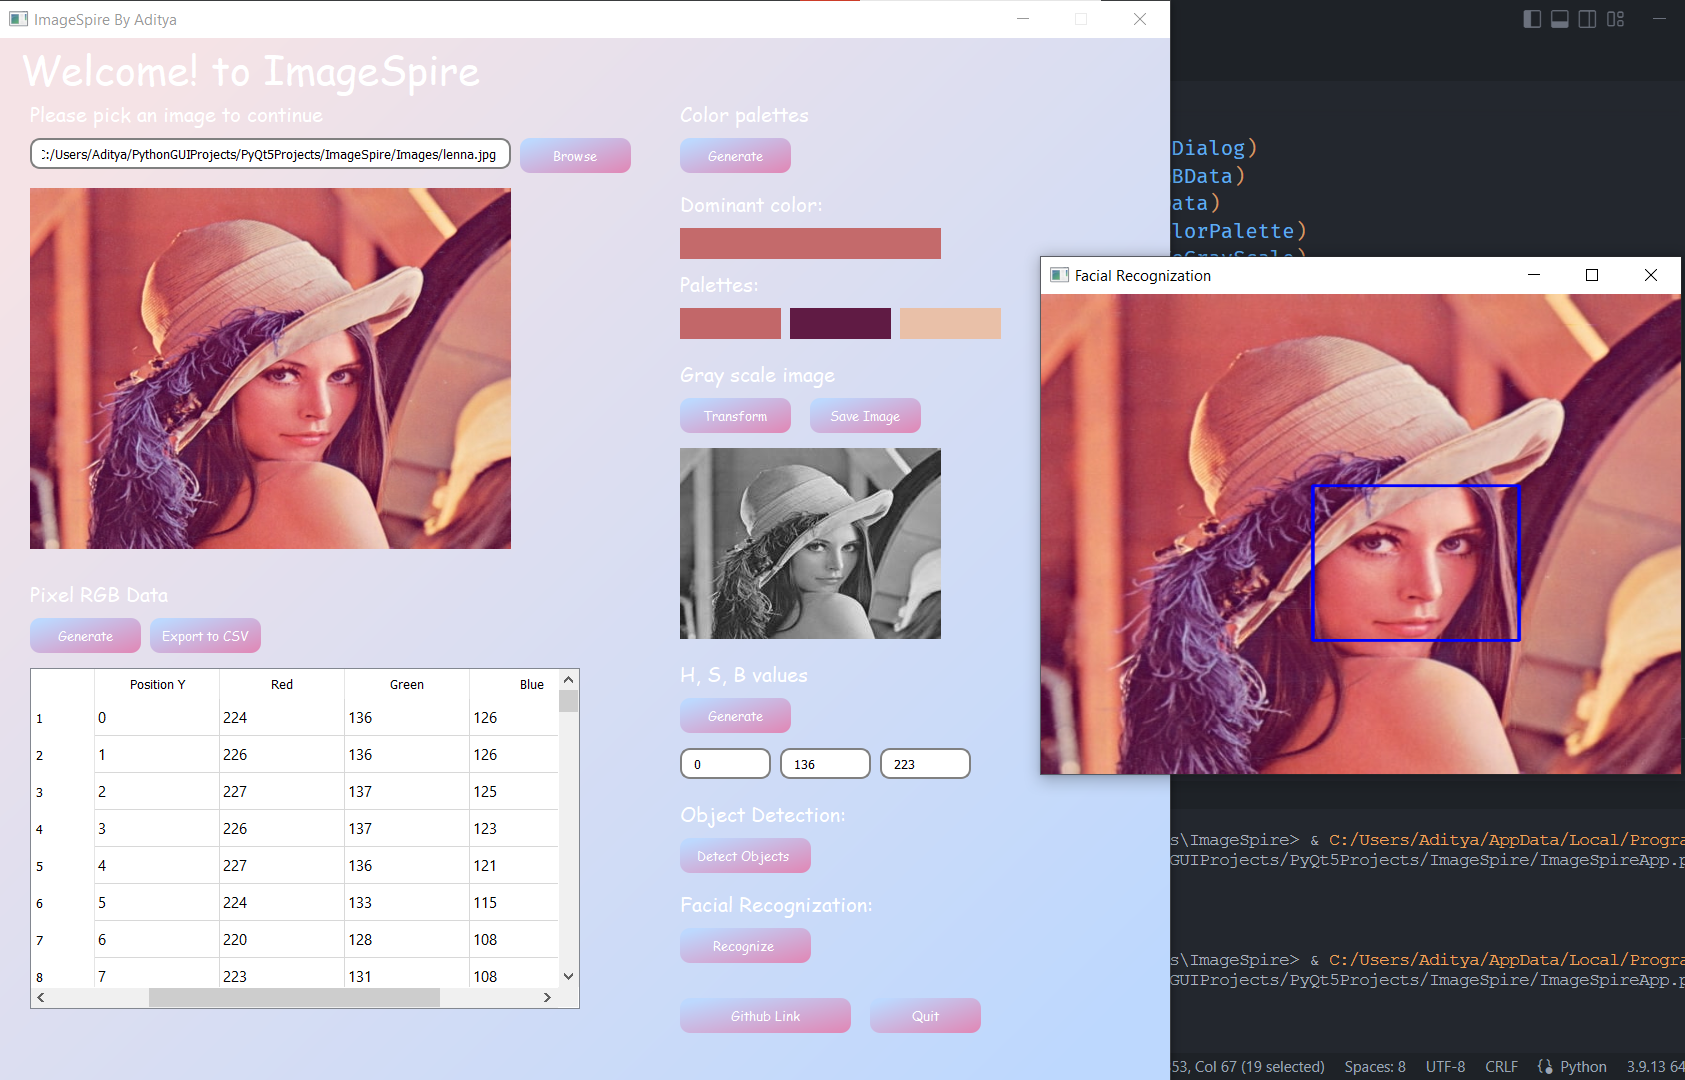 ImageSpire By Aditya
Welcome! to ImageSpire
Please pick an image to continue
C:/Users/Aditya/PythonGUIProjects/PyQt5Projects/ImageSpire/Images/lenna.jpg
Browse
Pixel RGB Data
Generate Export to CSV
Position Y Red Green Blue
1 0 224 136 126
2 1 226 136 126
3 2 227 137 125
4 3 226 137 123
5 4 227 136 121
6 5 224 133 115
7 6 220 128 108
8 7 223 131 108
Color palettes
Generate
Dominant color:
Palettes:
Gray scale image
Transform Save Image
H, S, B values
Generate
0 136 223
Object Detection:
Detect Objects
Facial Recognization:
Recognize
Github Link Quit
Dialog)
BData)
ata)
lorPalette)
GrayScale)
Facial Recognization
s\ImageSpire> & C:/Users/Aditya/AppData/Local/Progra
GUIProjects/PyQt5Projects/ImageSpire/ImageSpireApp.p
s\ImageSpire> & C:/Users/Aditya/AppData/Local/Progra
GUIProjects/PyQt5Projects/ImageSpire/ImageSpireApp.p
53, Col 67 (19 selected) Spaces: 8 UTF-8 CRLF Python 3.9.13 64